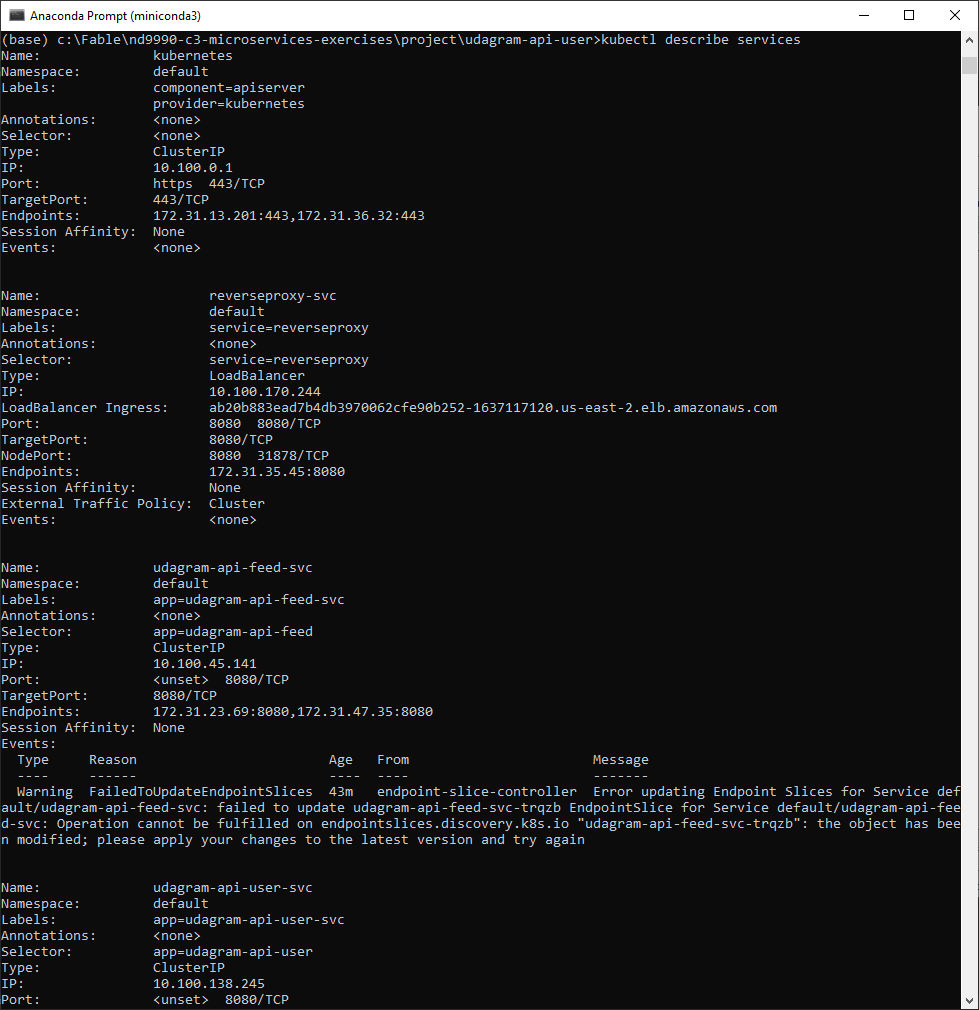 Anaconda Prompt (miniconda3)
(base) c:\Fable\nd9990-c3-microservices-exercises\project\udagram-api-user>kubectl describe services
Name:              kubernetes
Namespace:         default
Labels:            component=apiserver
                   provider=kubernetes
Annotations:       <none>
Selector:          <none>
Type:              ClusterIP
IP:                10.100.0.1
Port:              https  443/TCP
TargetPort:        443/TCP
Endpoints:         172.31.13.201:443,172.31.36.32:443
Session Affinity:  None
Events:            <none>
Name:                     reverseproxy-svc
Namespace:                default
Labels:                   service=reverseproxy
Annotations:              <none>
Selector:                 service=reverseproxy
Type:                     LoadBalancer
IP:                       10.100.170.244
LoadBalancer Ingress:     ab20b883ead7b4db3970062cfe90b252-1637117120.us-east-2.elb.amazonaws.com
Port:                     8080  8080/TCP
TargetPort:               8080/TCP
NodePort:                 8080  31878/TCP
Endpoints:                172.31.35.45:8080
Session Affinity:         None
External Traffic Policy:  Cluster
Events:                   <none>
Name:              udagram-api-feed-svc
Namespace:         default
Labels:            app=udagram-api-feed-svc
Annotations:       <none>
Selector:          app=udagram-api-feed
Type:              ClusterIP
IP:                10.100.45.141
Port:              <unset>  8080/TCP
TargetPort:        8080/TCP
Endpoints:         172.31.23.69:8080,172.31.47.35:8080
Session Affinity:  None
Events:
  Type     Reason                        Age   From                       Message
  ----     ------                        ----  ----                       -------
  Warning  FailedToUpdateEndpointSlices  43m   endpoint-slice-controller  Error updating Endpoint Slices for Service def
ault/udagram-api-feed-svc: failed to update udagram-api-feed-svc-trqzb EndpointSlice for Service default/udagram-api-fee
d-svc: Operation cannot be fulfilled on endpointslices.discovery.k8s.io "udagram-api-feed-svc-trqzb": the object has bee
n modified; please apply your changes to the latest version and try again
Name:              udagram-api-user-svc
Namespace:         default
Labels:            app=udagram-api-user-svc
Annotations:       <none>
Selector:          app=udagram-api-user
Type:              ClusterIP
IP:                10.100.138.245
Port:              <unset>  8080/TCP